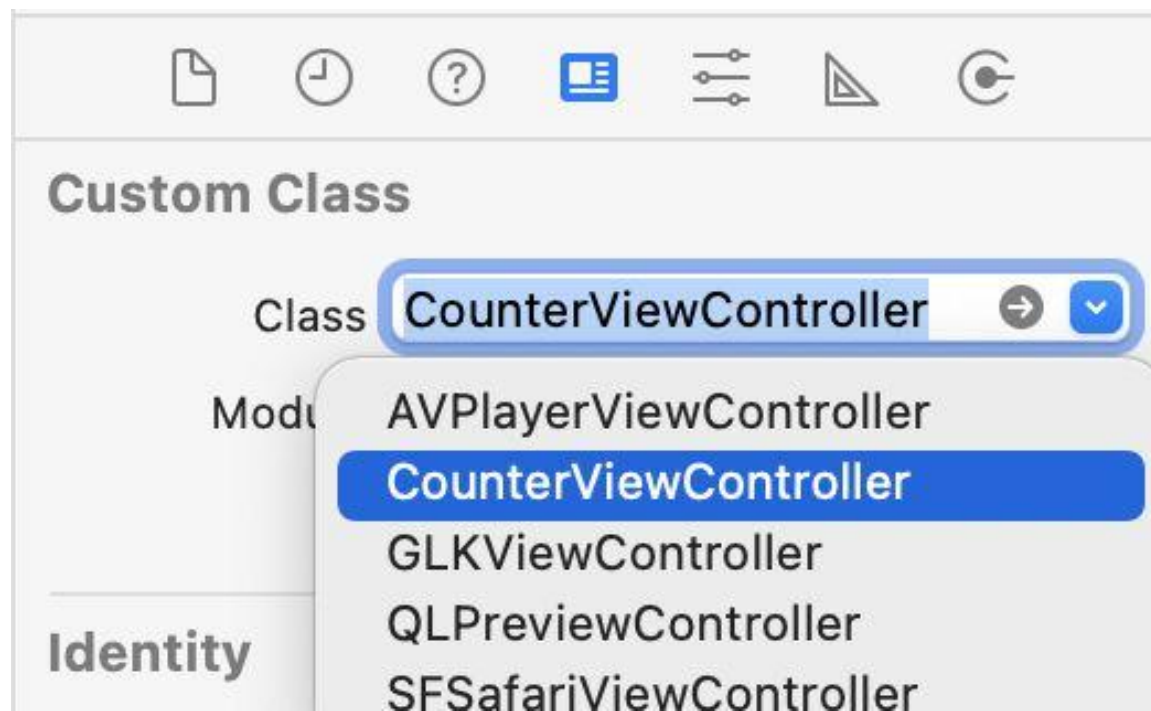 Custom Class
Class CounterViewController
Modu
AVPlayerViewController
CounterViewController
GLKViewController
QLPreviewController
Identity
SFSafariViewController